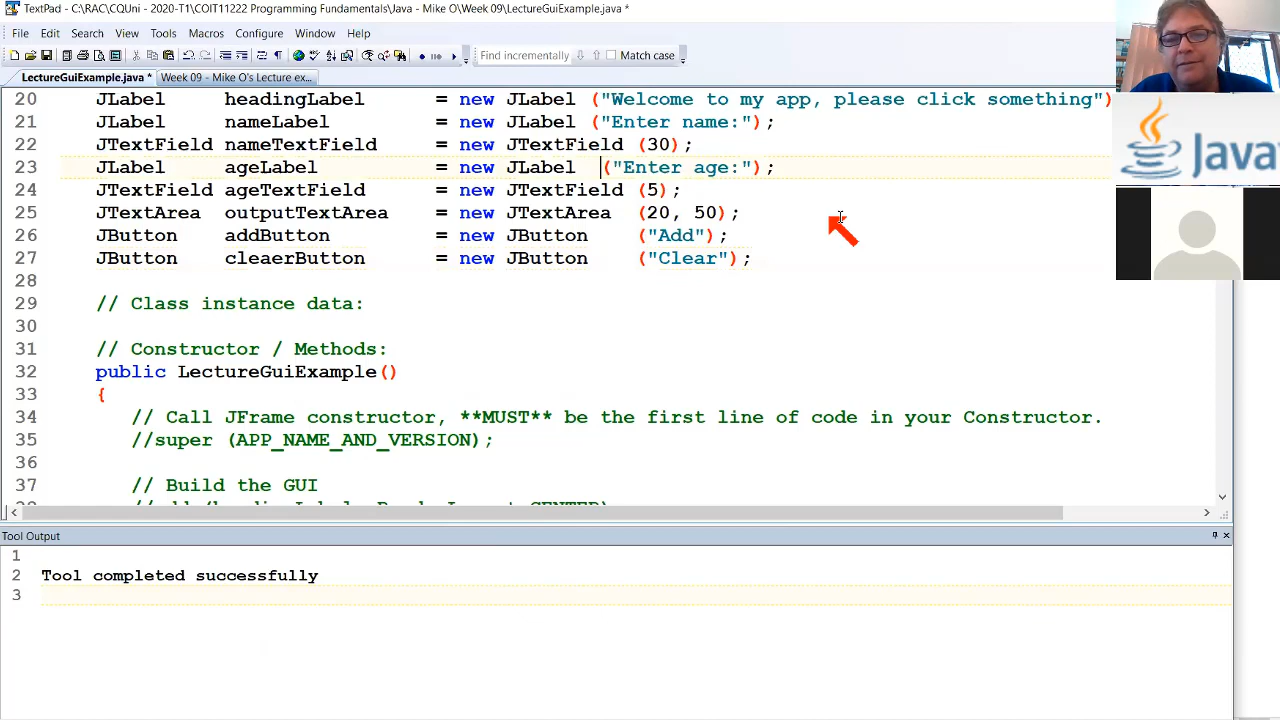 TextPad - C:\RAC\CQUni - 2020-T1\COIT11222 Programming Fundamentals\Java - Mike O\Week 09\LectureGuiExample.java *
File Edit Search View Tools Macros Configure Window Help
Find incrementally Match case
LectureGuiExample.java * Week 09 - Mike O's Lecture ex...
20 JLabel headingLabel = new JLabel ("Welcome to my app, please click something")
21 JLabel nameLabel = new JLabel ("Enter name:");
22 JTextField nameTextField = new JTextField (30);
23 JLabel ageLabel = new JLabel ("Enter age:");
24 JTextField ageTextField = new JTextField (5);
25 JTextArea outputTextArea = new JTextArea (20, 50);
26 JButton addButton = new JButton ("Add");
27 JButton cleaerButton = new JButton ("Clear");
28
29 // Class instance data:
30
31 // Constructor / Methods:
32 public LectureGuiExample()
33 {
34 // Call JFrame constructor, **MUST** be the first line of code in your Constructor.
35 //super (APP_NAME_AND_VERSION);
36
37 // Build the GUI
Tool Output
1
2 Tool completed successfully
3
Java